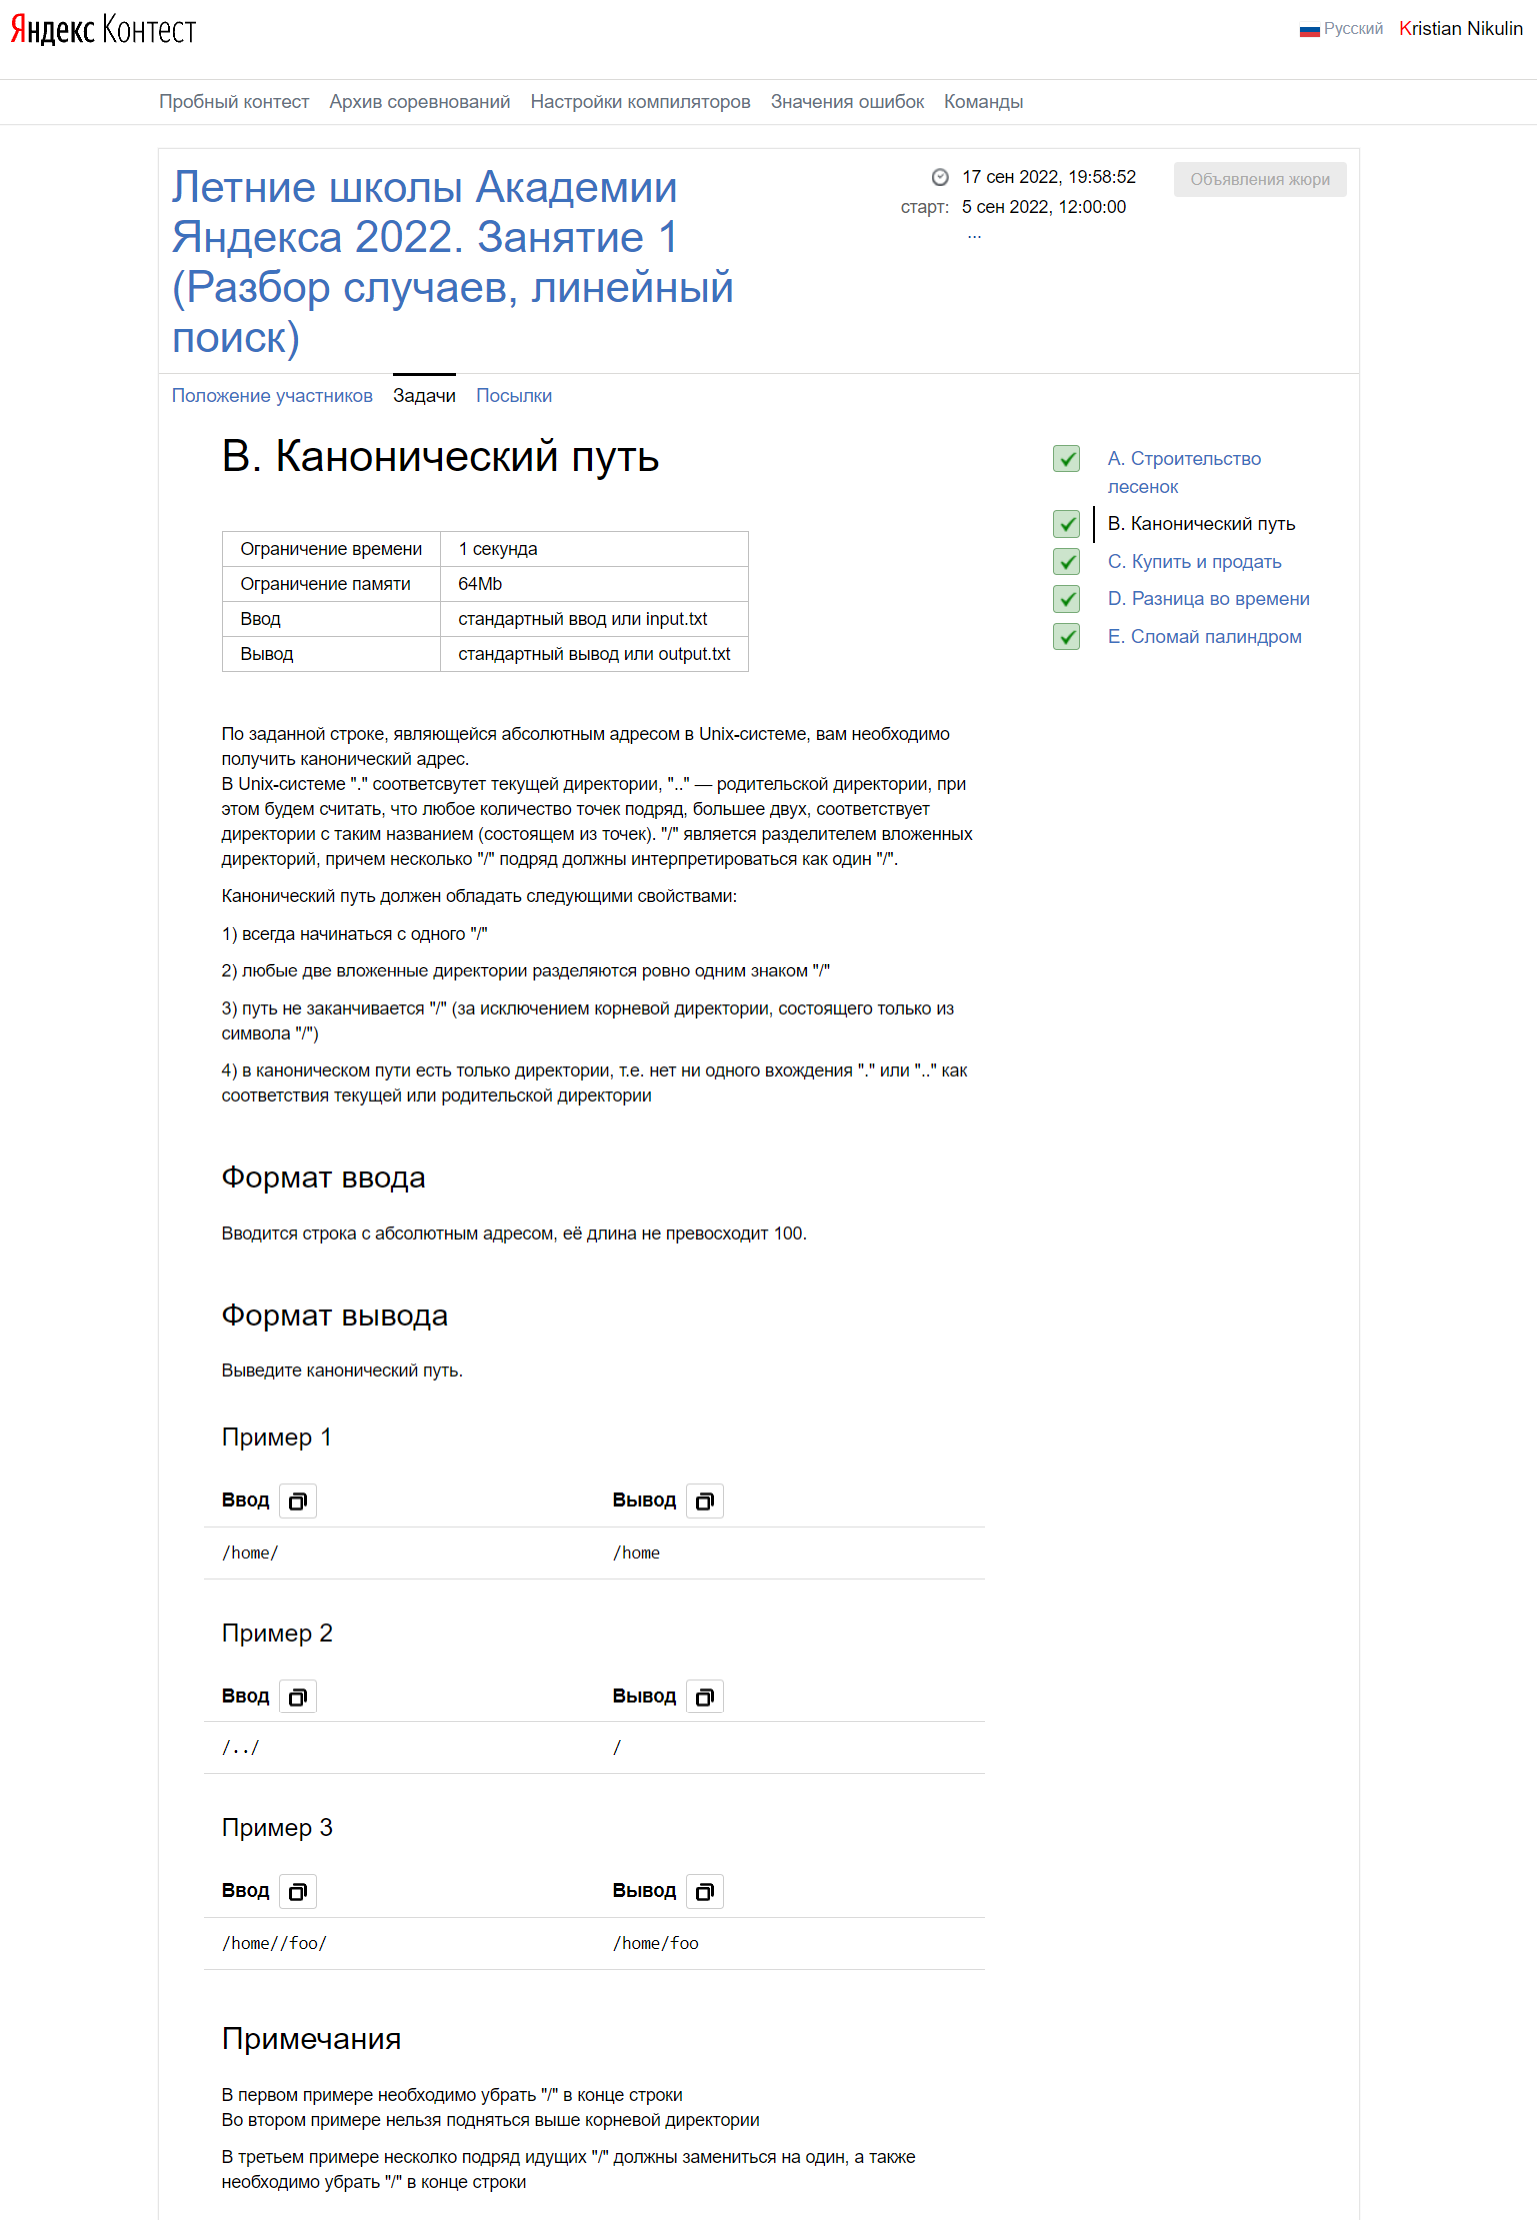 Яндекс Контест
Русский Kristian Nikulin
Пробный контест Архив соревнований Настройки компиляторов Значения ошибок Команды
Летние школы Академии
Яндекса 2022. Занятие 1
(Разбор случаев, линейный
поиск)
17 сен 2022, 19:58:52
старт: 5 сен 2022, 12:00:00
...
Объявления жюри
Положение участников Задачи Посылки
B. Канонический путь
Ограничение времени 1 секунда
Ограничение памяти 64Mb
Ввод стандартный ввод или input.txt
Вывод стандартный вывод или output.txt
По заданной строке, являющейся абсолютным адресом в Unix-системе, вам необходимо
получить канонический адрес.
В Unix-системе "." соответсвутет текущей директории, ".." — родительской директории, при
этом будем считать, что любое количество точек подряд, большее двух, соответствует
директории с таким названием (состоящем из точек). "/" является разделителем вложенных
директорий, причем несколько "/" подряд должны интерпретироваться как один "/".
Канонический путь должен обладать следующими свойствами:
1) всегда начинаться с одного "/"
2) любые две вложенные директории разделяются ровно одним знаком "/"
3) путь не заканчивается "/" (за исключением корневой директории, состоящего только из
символа "/")
4) в каноническом пути есть только директории, т.е. нет ни одного вхождения "." или ".." как
соответствия текущей или родительской директории
Формат ввода
Вводится строка с абсолютным адресом, её длина не превосходит 100.
Формат вывода
Выведите канонический путь.
Пример 1
Ввод Вывод
/home/ /home
Пример 2
Ввод Вывод
/../ /
Пример 3
Ввод Вывод
/home//foo/ /home/foo
Примечания
В первом примере необходимо убрать "/" в конце строки
Во втором примере нельзя подняться выше корневой директории
В третьем примере несколко подряд идущих "/" должны замениться на один, а также
необходимо убрать "/" в конце строки
A. Строительство
лесенок
B. Канонический путь
C. Купить и продать
D. Разница во времени
E. Сломай палиндром